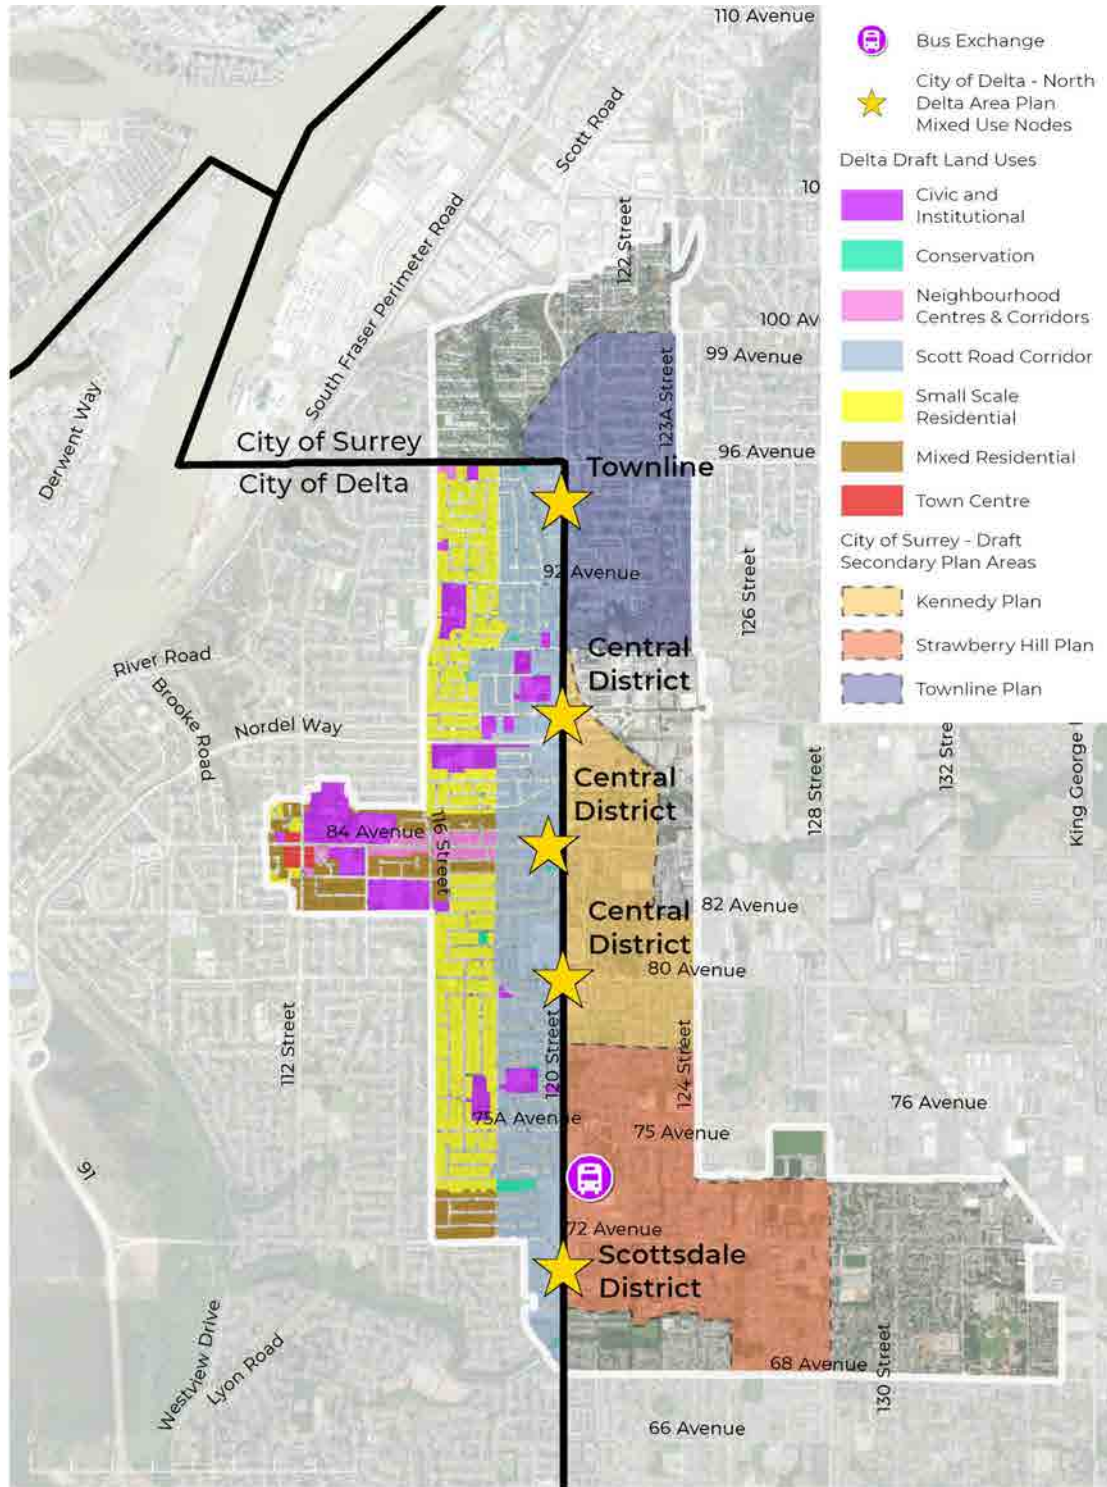 110 Avenue
Bus Exchange
City of Delta - North
Delta Area Plan
Mixed Use Nodes
Delta Draft Land Uses
Civic and
Institutional
Conservation
Neighbourhood
Centres & Corridors
Scott Road Corridor
Small Scale
Residential
Mixed Residential
Town Centre
City of Surrey - Draft
Secondary Plan Areas
Kennedy Plan
Strawberry Hill Plan
Townline Plan
Scott Road
10
South Fraser Perimeter Road
122 Street
100 Av
99 Avenue
123A Street
96 Avenue
Derwent Way
City of Surrey
City of Delta
Townline
92 Avenue
126 Street
River Road
Brooke Road
Nordel Way
Central
District
Central
District
84 Avenue
116 Street
128 Street
132 Stre
King George
Central
District
82 Avenue
80 Avenue
112 Street
120 Street
124 Street
76 Avenue
75A Avenue
75 Avenue
91
72 Avenue
Scottsdale
District
Westview Drive
Lyon Road
68 Avenue
130 Street
66 Avenue